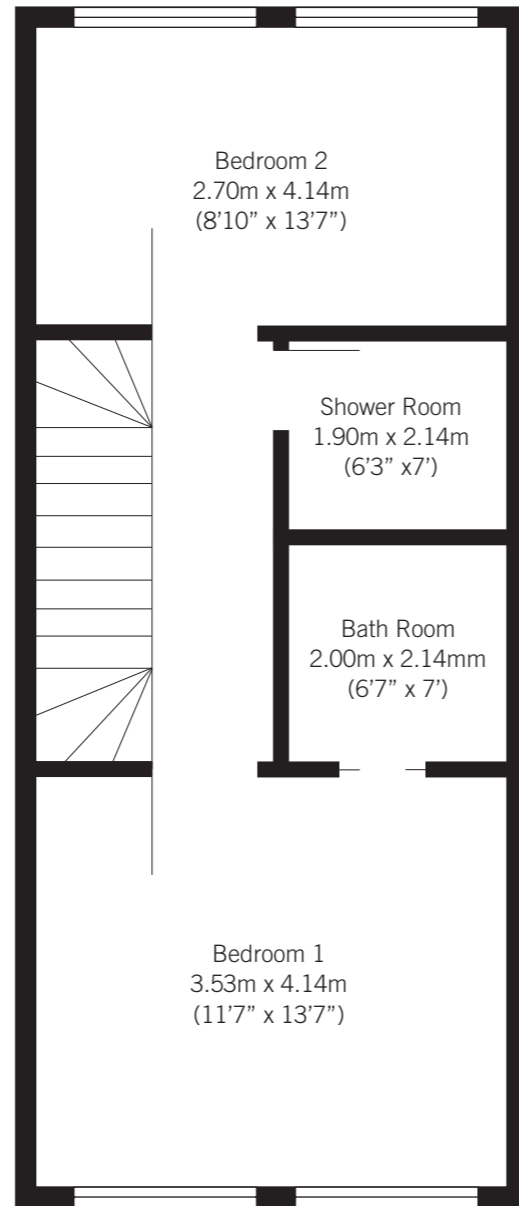 Bedroom 2
2.70m x 4.14m
(8’10” x 13’7”)
Shower Room
1.90m x 2.14m
(6’3” x7’)
Bath Room
2.00m x 2.14mm
(6’7” x 7’)
Bedroom 1
3.53m x 4.14m
(11’7” x 13’7”)